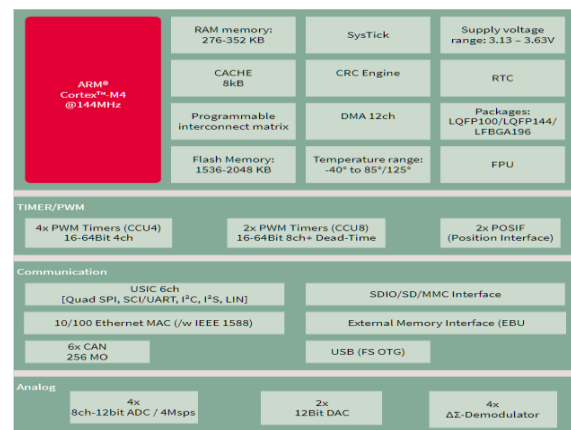 ARM®
Cortex™-M4
@144MHz
RAM memory:
276-352 KB
SysTick
Supply voltage
range: 3.13 – 3.63V
CACHE
8kB
CRC Engine
RTC
Programmable
interconnect matrix
DMA 12ch
Packages:
LQFP100/LQFP144/
LFBGA196
Flash Memory:
1536-2048 KB
Temperature range:
-40° to 85°/125°
FPU
TIMER/PWM
4x PWM Timers (CCU4)
16-64Bit 4ch
2x PWM Timers (CCU8)
16-64Bit 8ch+ Dead-Time
2x POSIF
(Position Interface)
Communication
USIC 6ch
[Quad SPI, SCI/UART, I²C, I²S, LIN]
SDIO/SD/MMC Interface
10/100 Ethernet MAC (/w IEEE 1588)
External Memory Interface (EBU
6x CAN
256 MO
USB (FS OTG)
Analog
4x
8ch-12bit ADC / 4Msps
2x
12Bit DAC
4x
ΔΣ-Demodulator